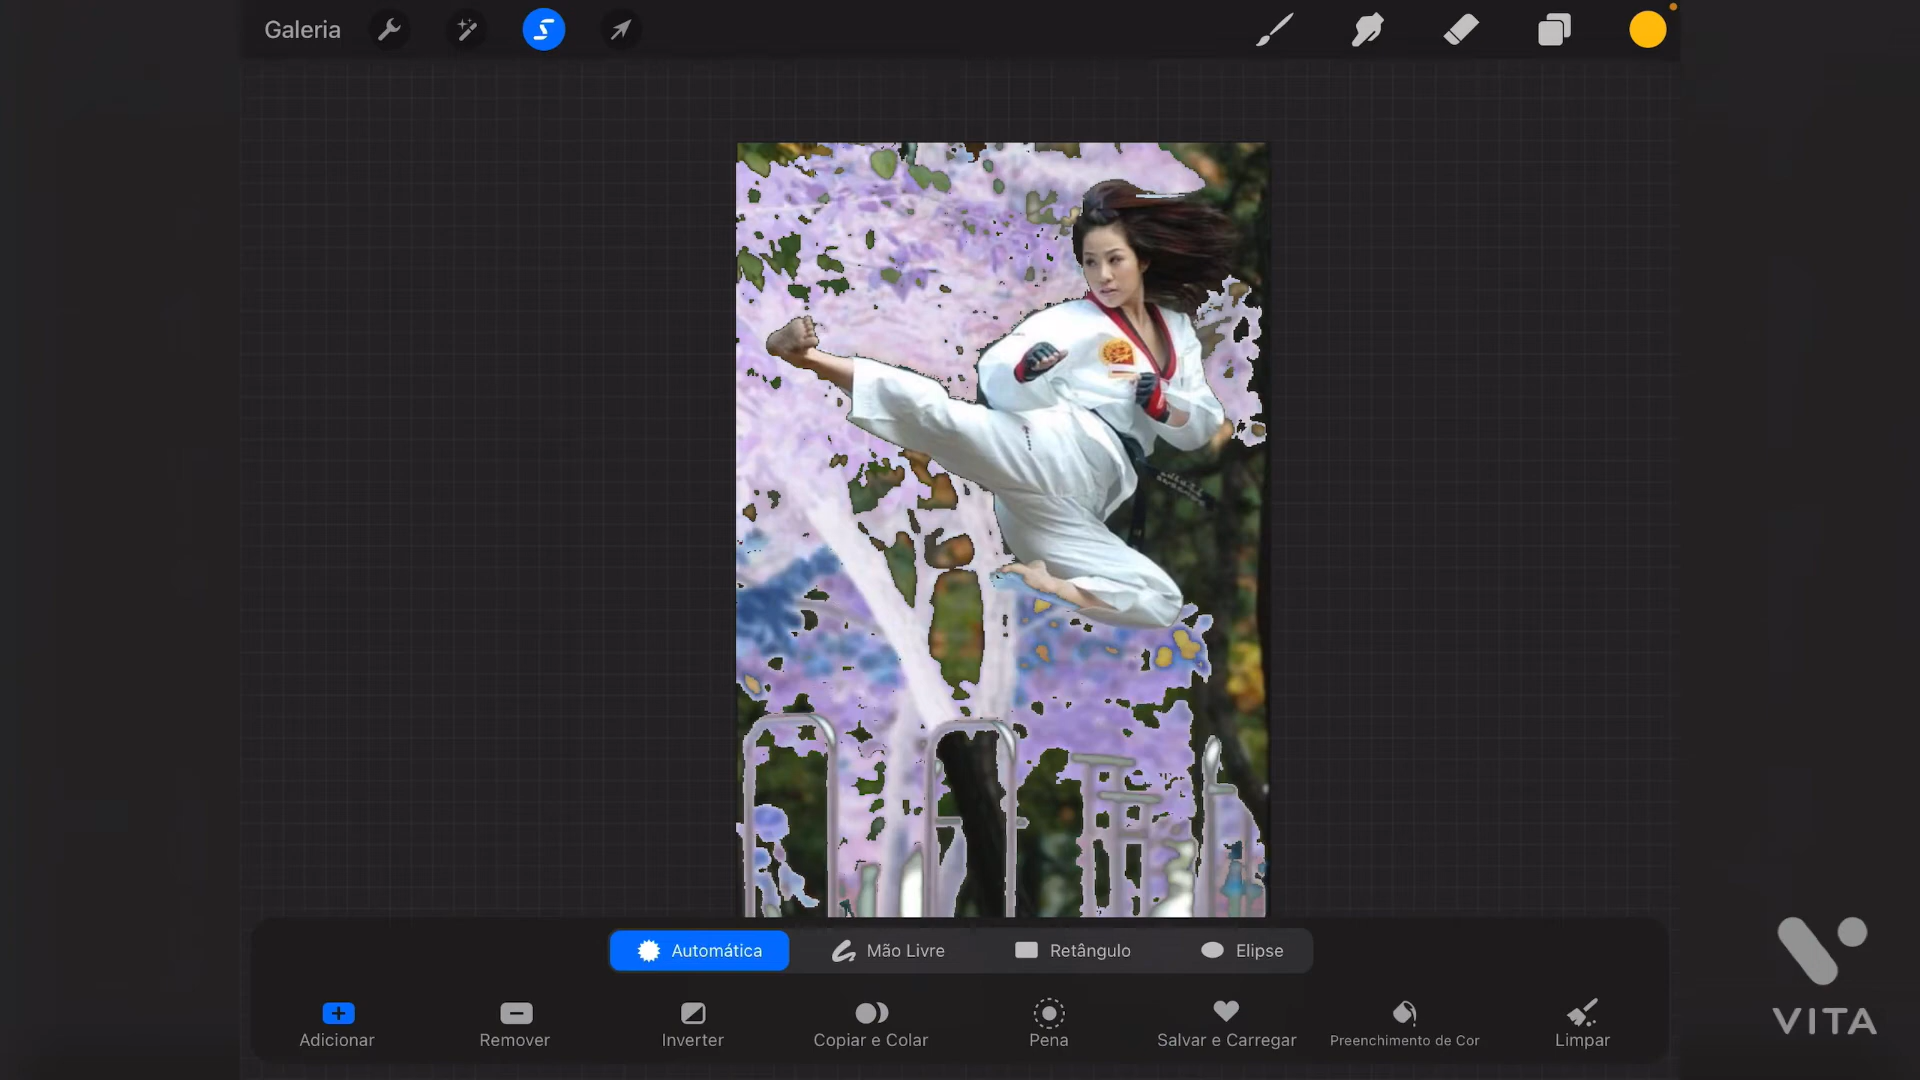 Galeria
Automática
Mão Livre
Retângulo
Elipse
Adicionar
Remover
Inverter
Copiar e Colar
Pena
Salvar e Carregar
Preenchimento de Cor
Limpar
VITA